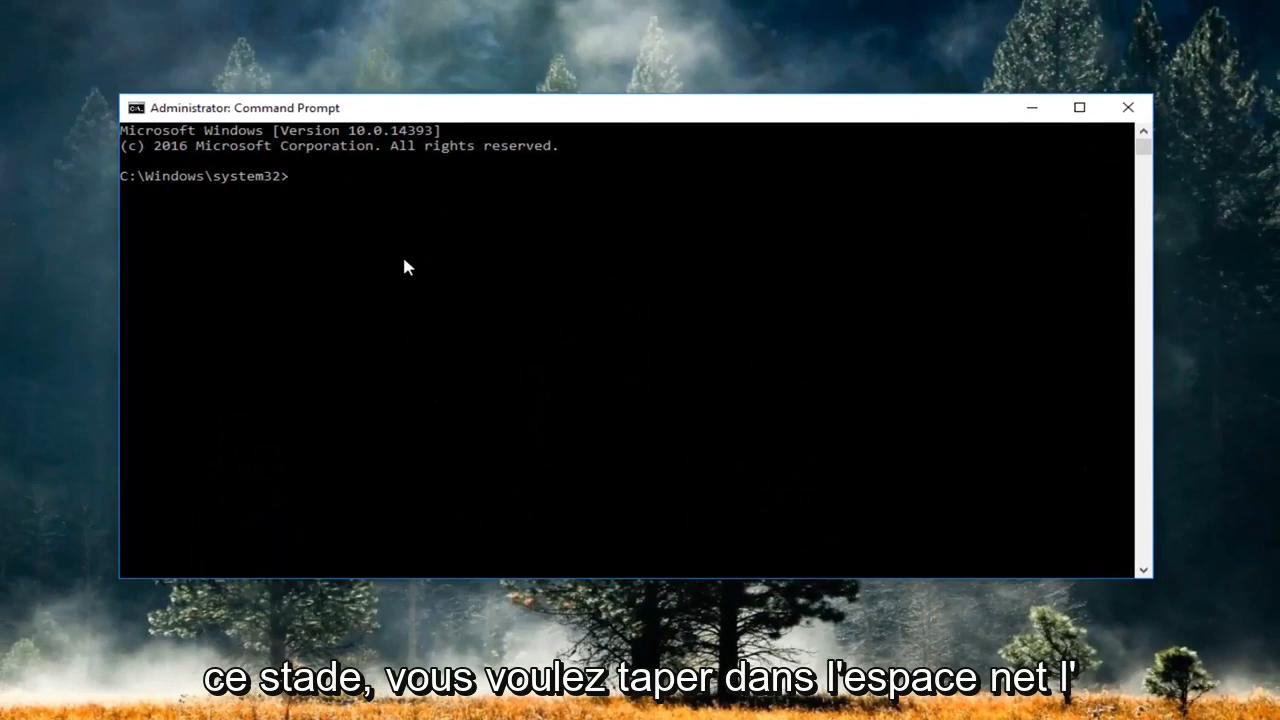 Administrator: Command Prompt
Microsoft Windows [Version 10.0.14393]
(c) 2016 Microsoft Corporation. All rights reserved.
C:\Windows\system32>
ce stade, vous voulez taper dans l'espace net l'